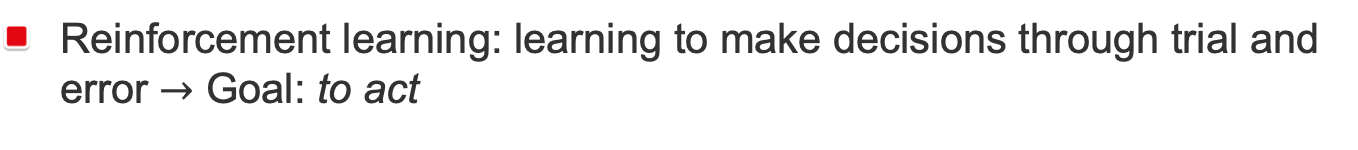 Reinforcement learning: learning to make decisions through trial and
error → Goal: to act